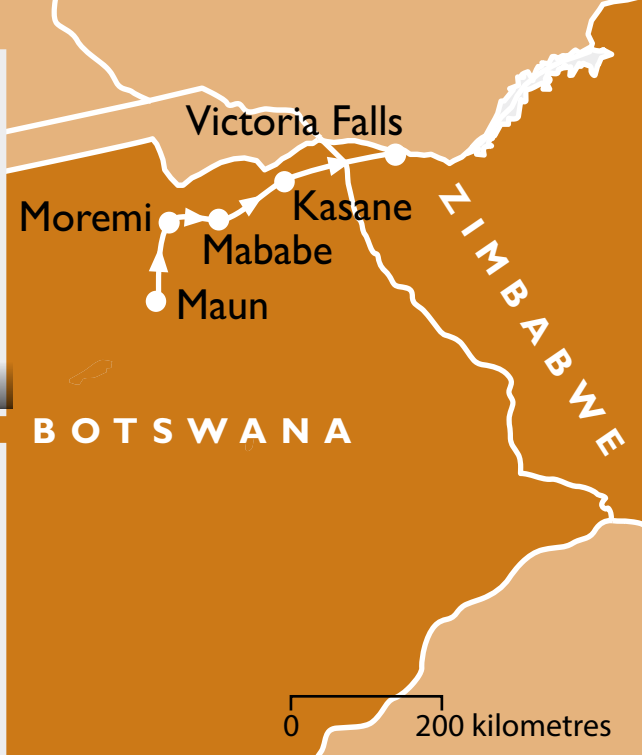 Victoria Falls
Kasane
Moremi
Mababe
Maun
ZIMBABWE
BOTSWANA
0 200 kilometres